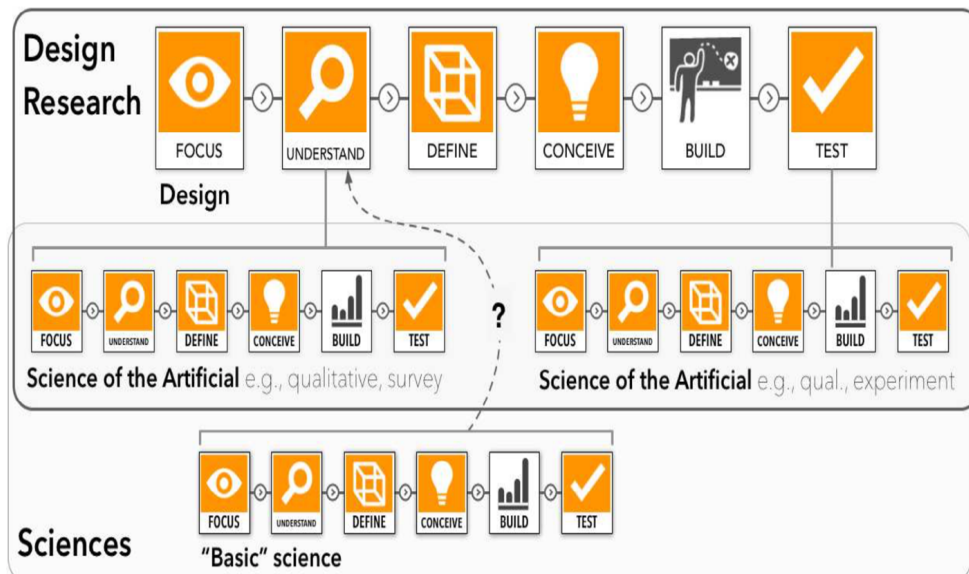 Design
Research
FOCUS
UNDERSTAND
DEFINE
CONCEIVE
BUILD
TEST
Design
FOCUS
UNDERSTAND
DEFINE
CONCEIVE
BUILD
TEST
Science of the Artificial e.g., qualitative, survey
?
FOCUS
UNDERSTAND
DEFINE
CONCEIVE
BUILD
TEST
Science of the Artificial e.g., qual., experiment
FOCUS
UNDERSTAND
DEFINE
CONCEIVE
BUILD
TEST
"Basic" science
Sciences